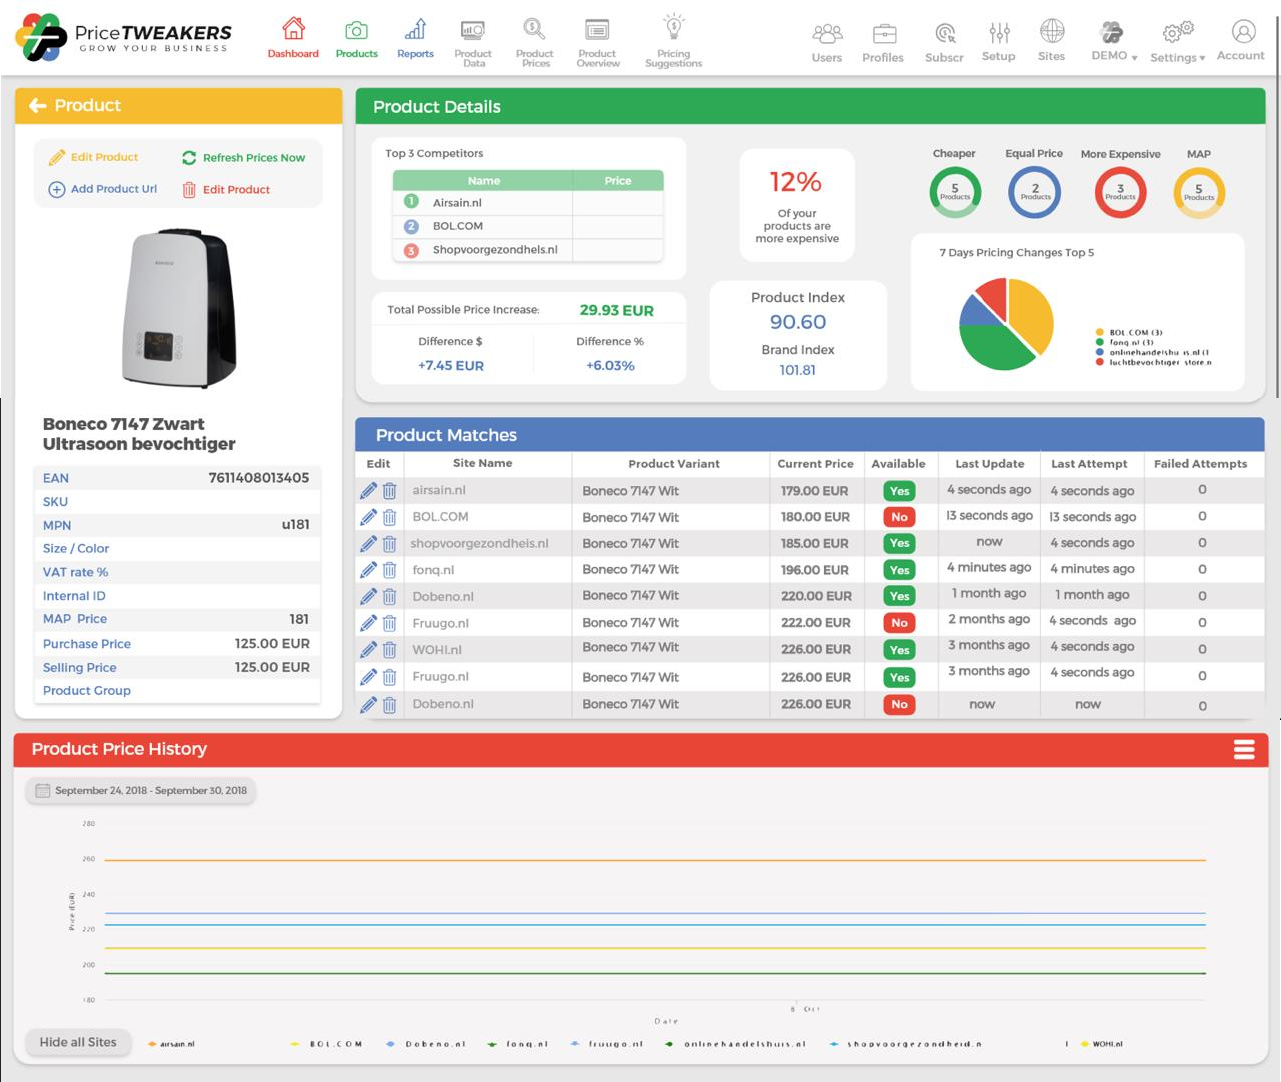 PriceTWEAKERS
GROW YOUR BUSINESS
Dashboard
Products
Reports
Product Data
Product Prices
Product Overview
Pricing Suggestions
Users
Profiles
Subscr
Setup
Sites
DEMO
Settings
Account
Product
Edit Product
Refresh Prices Now
Add Product Url
Edit Product
Boneco 7147 Zwart
Ultrasoon bevochtiger
EAN 7611408013405
SKU
MPN u181
Size / Color
VAT rate %
Internal ID
MAP Price 181
Purchase Price 125.00 EUR
Selling Price 125.00 EUR
Product Group
Product Details
Top 3 Competitors
Name Price
1 Airsain.nl
2 BOL.COM
3 Shopvoorgezondhels.nl
Total Possible Price Increase: 29.93 EUR
Difference $ Difference %
+7.45 EUR +6.03%
12%
Of your
products are
more expensive
Product Index
90.60
Brand Index
101.81
Cheaper Equal Price More Expensive MAP
5 2 3 5
Products Products Products Products
7 Days Pricing Changes Top 5
BOL.COM (3)
fonq.nl (3)
onlinehandelshu is.nl (1
luchtbevochtiger store.n
Product Matches
Edit Site Name Product Variant Current Price Available Last Update Last Attempt Failed Attempts
airsain.nl Boneco 7147 Wit 179.00 EUR Yes 4 seconds ago 4 seconds ago 0
BOL.COM Boneco 7147 Wit 180.00 EUR No 13 seconds ago 13 seconds ago 0
shopvoorgezondheis.nl Boneco 7147 Wit 185.00 EUR Yes now 4 seconds ago 0
fonq.nl Boneco 7147 Wit 196.00 EUR Yes 4 minutes ago 4 minutes ago 0
Dobeno.nl Boneco 7147 Wit 220.00 EUR Yes 1 month ago 1 month ago 0
Fruugo.nl Boneco 7147 Wit 222.00 EUR No 2 months ago 4 seconds ago 0
WOHI.nl Boneco 7147 Wit 226.00 EUR Yes 3 months ago 4 seconds ago 0
Fruugo.nl Boneco 7147 Wit 226.00 EUR Yes 3 months ago 4 seconds ago 0
Dobeno.nl Boneco 7147 Wit 226.00 EUR No now now 0
Product Price History
September 24, 2018 - September 30, 2018
280
260
240
220
200
180
Price (EUR)
8 Oct
Date
Hide all Sites
airsain.nl BOL.COM Dobeno.nl fonq.nl fruugo.nl onlinehandelshuis.nl shopvoorgezondheid.n l WOHI.nl